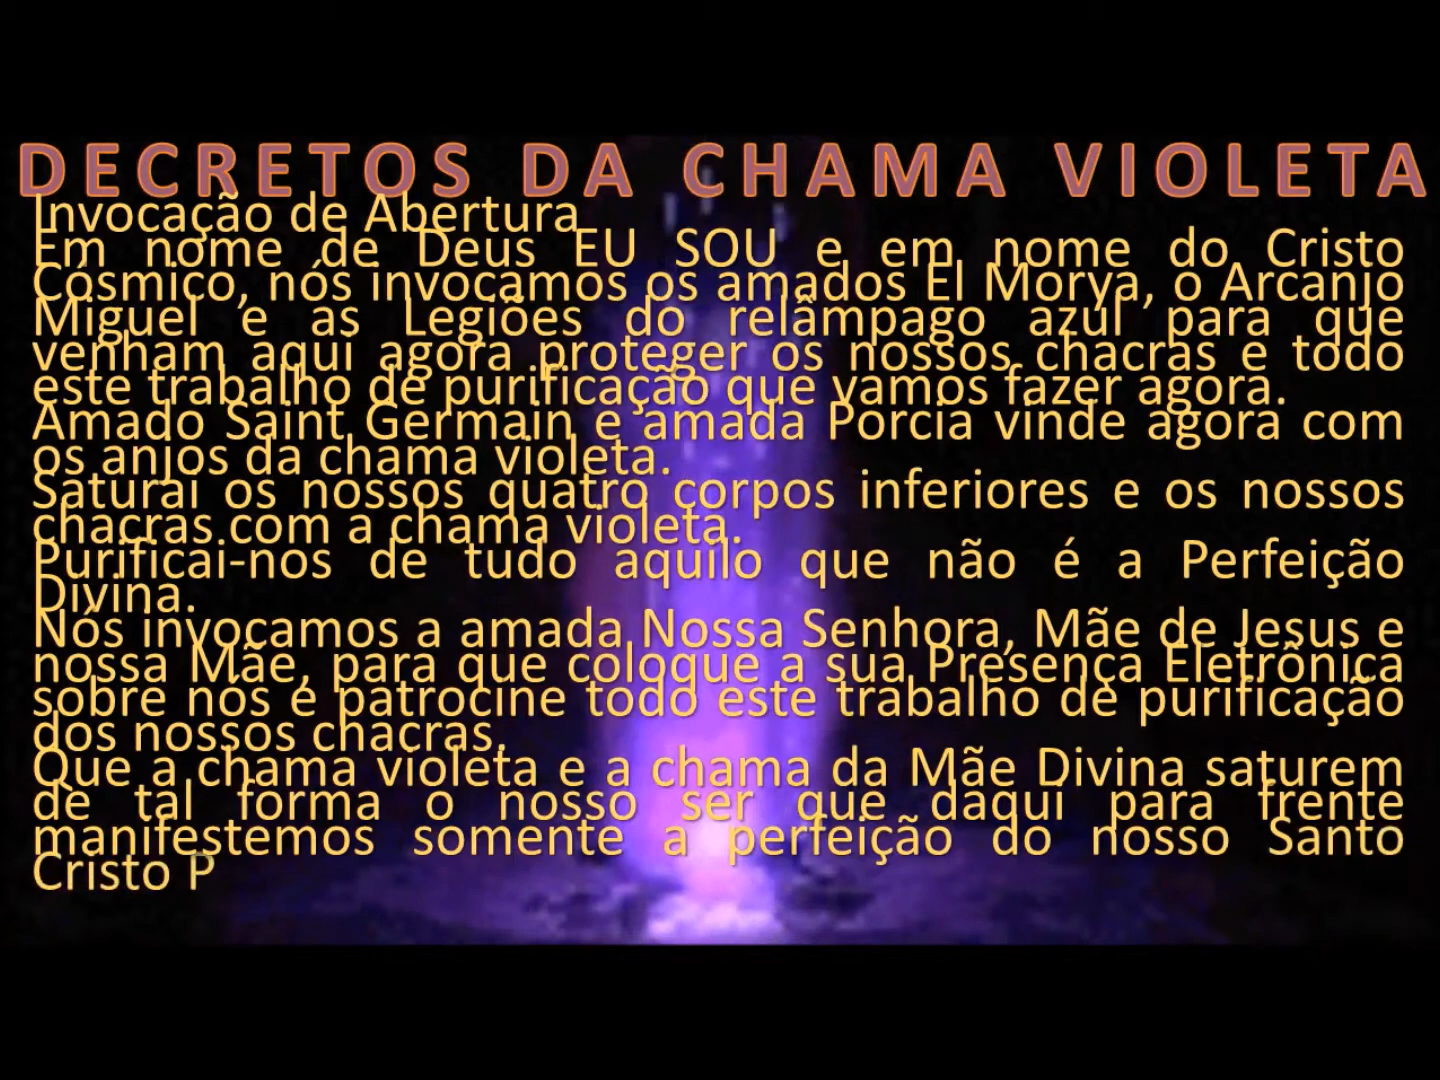 DECRETOS DA CHAMA VIOLETA
Invocação de Abertura
Em nome de Deus EU SOU e em nome do Cristo
Cósmico, nós invocamos os amados El Morya, o Arcanjo
Miguel e as Legiões do relâmpago azul para que
venham aqui agora proteger os nossos chacras e todo
este trabalho de purificação que vamos fazer agora.
Amado Saint Germain e amada Pórcia vinde agora com
os anjos da chama violeta.
Saturai os nossos quatro corpos inferiores e os nossos
chacras com a chama violeta.
Purificai-nos de tudo aquilo que não é a Perfeição
Divina.
Nós invocamos a amada Nossa Senhora, Mãe de Jesus e
nossa Mãe, para que coloque a sua Presença Eletrônica
sobre nós e patrocine todo este trabalho de purificação
dos nossos chacras.
Que a chama violeta e a chama da Mãe Divina saturem
de tal forma o nosso ser que daqui para frente
manifestemos somente a perfeição do nosso Santo
Cristo P